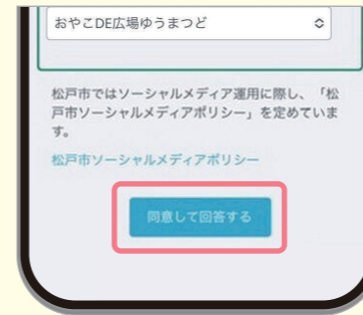 おやこDE広場ゆうまつど
松戸市ではソーシャルメディア運用に際し、「松
戸市ソーシャルメディアポリシー」を定めていま
す。
松戸市ソーシャルメディアポリシー
同意して回答する